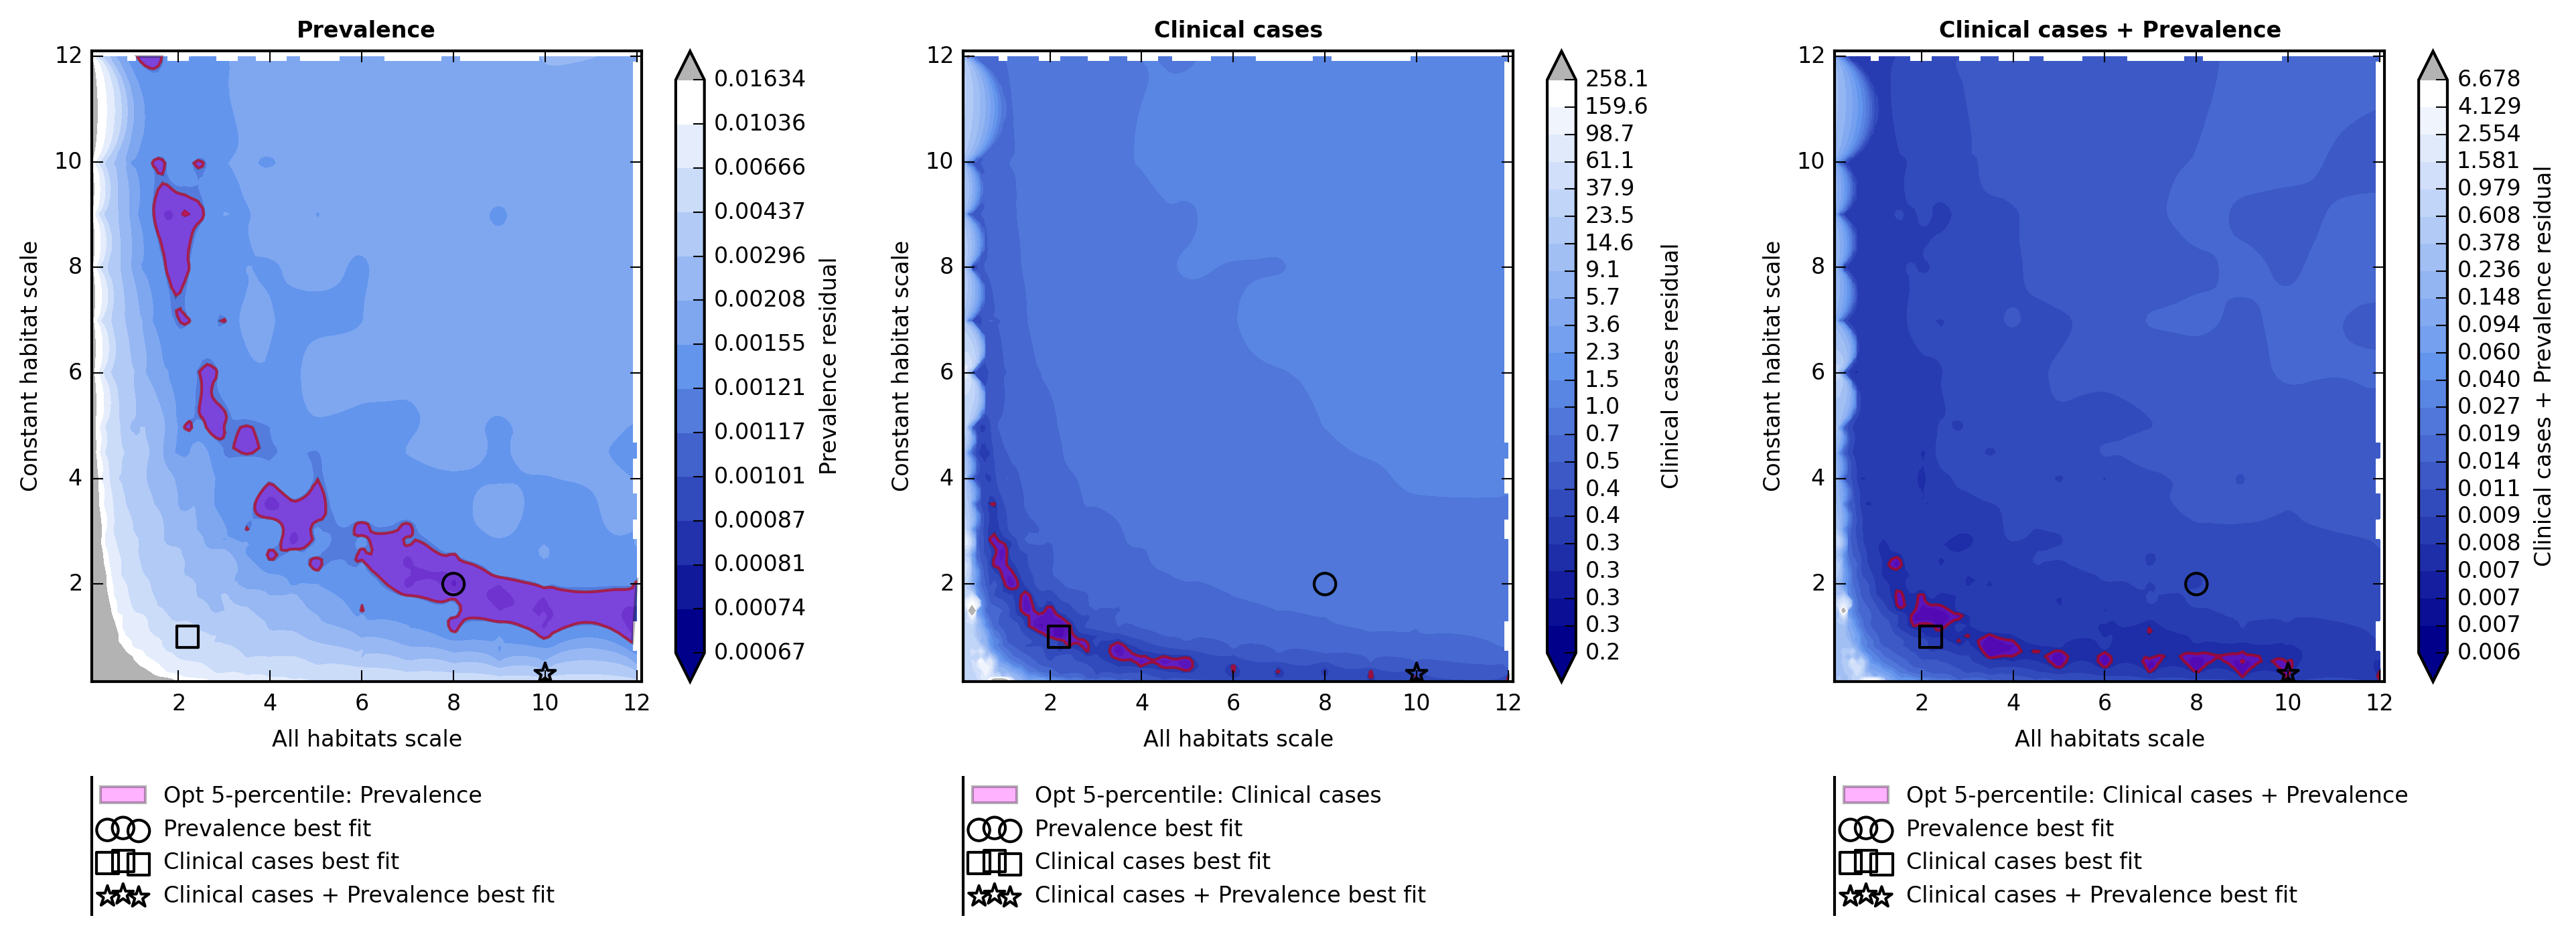 Prevalence
Clinical cases
Clinical cases + Prevalence
12
10
8
6
4
2
2 4 6 8 10 12
Constant habitat scale
All habitats scale
0.01634
0.01036
0.00666
0.00437
0.00296
0.00208
0.00155
0.00121
0.00117
0.00101
0.00087
0.00081
0.00074
0.00067
Prevalence residual
12
10
8
6
4
2
2 4 6 8 10 12
Constant habitat scale
All habitats scale
258.1
159.6
98.7
61.1
37.9
23.5
14.6
9.1
5.7
3.6
2.3
1.5
1.0
0.7
0.5
0.4
0.4
0.3
0.3
0.3
0.3
0.2
Clinical cases residual
12
10
8
6
4
2
2 4 6 8 10 12
Constant habitat scale
All habitats scale
6.678
4.129
2.554
1.581
0.979
0.608
0.378
0.236
0.148
0.094
0.060
0.040
0.027
0.019
0.014
0.011
0.009
0.008
0.007
0.007
0.007
0.006
Clinical cases + Prevalence residual
Opt 5-percentile: Prevalence
Prevalence best fit
Clinical cases best fit
Clinical cases + Prevalence best fit
Opt 5-percentile: Clinical cases
Prevalence best fit
Clinical cases best fit
Clinical cases + Prevalence best fit
Opt 5-percentile: Clinical cases + Prevalence
Prevalence best fit
Clinical cases best fit
Clinical cases + Prevalence best fit